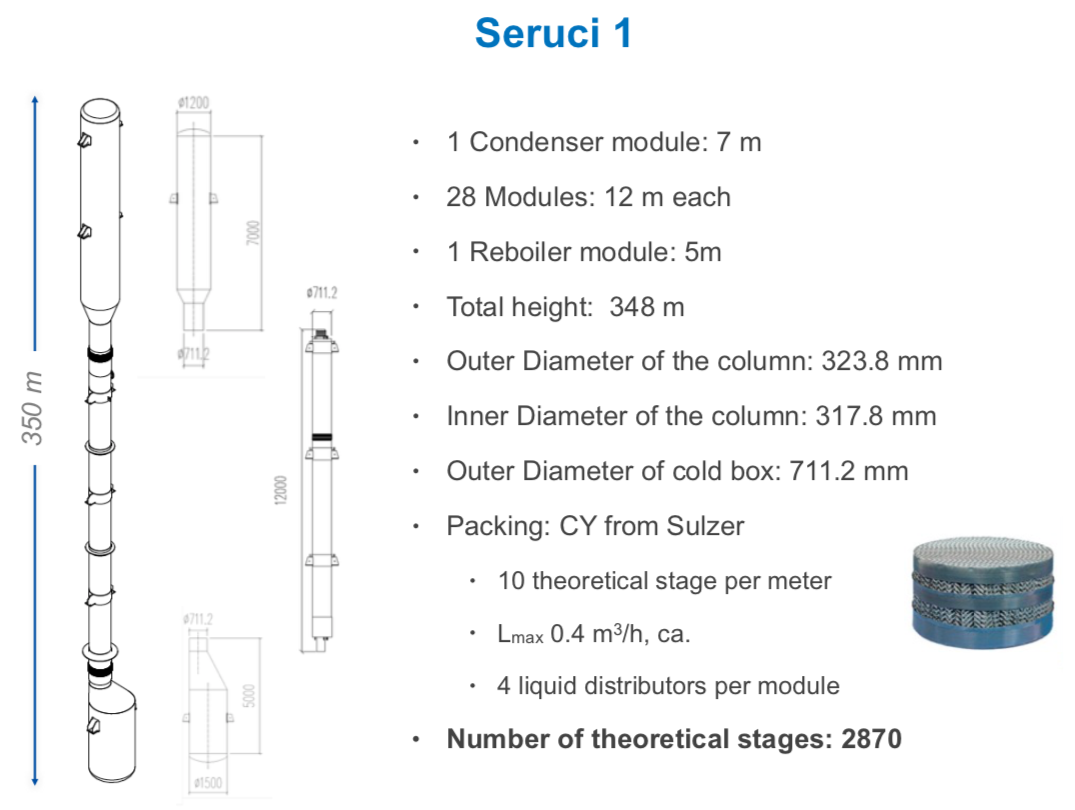 Seruci 1
350 m
ø1200
7000
ø711.2
ø711.2
12000
ø711.2
5000
ø1500
· 1 Condenser module: 7 m
· 28 Modules: 12 m each
· 1 Reboiler module: 5m
· Total height: 348 m
· Outer Diameter of the column: 323.8 mm
· Inner Diameter of the column: 317.8 mm
· Outer Diameter of cold box: 711.2 mm
· Packing: CY from Sulzer
· 10 theoretical stage per meter
· Lmax 0.4 m³/h, ca.
· 4 liquid distributors per module
· Number of theoretical stages: 2870